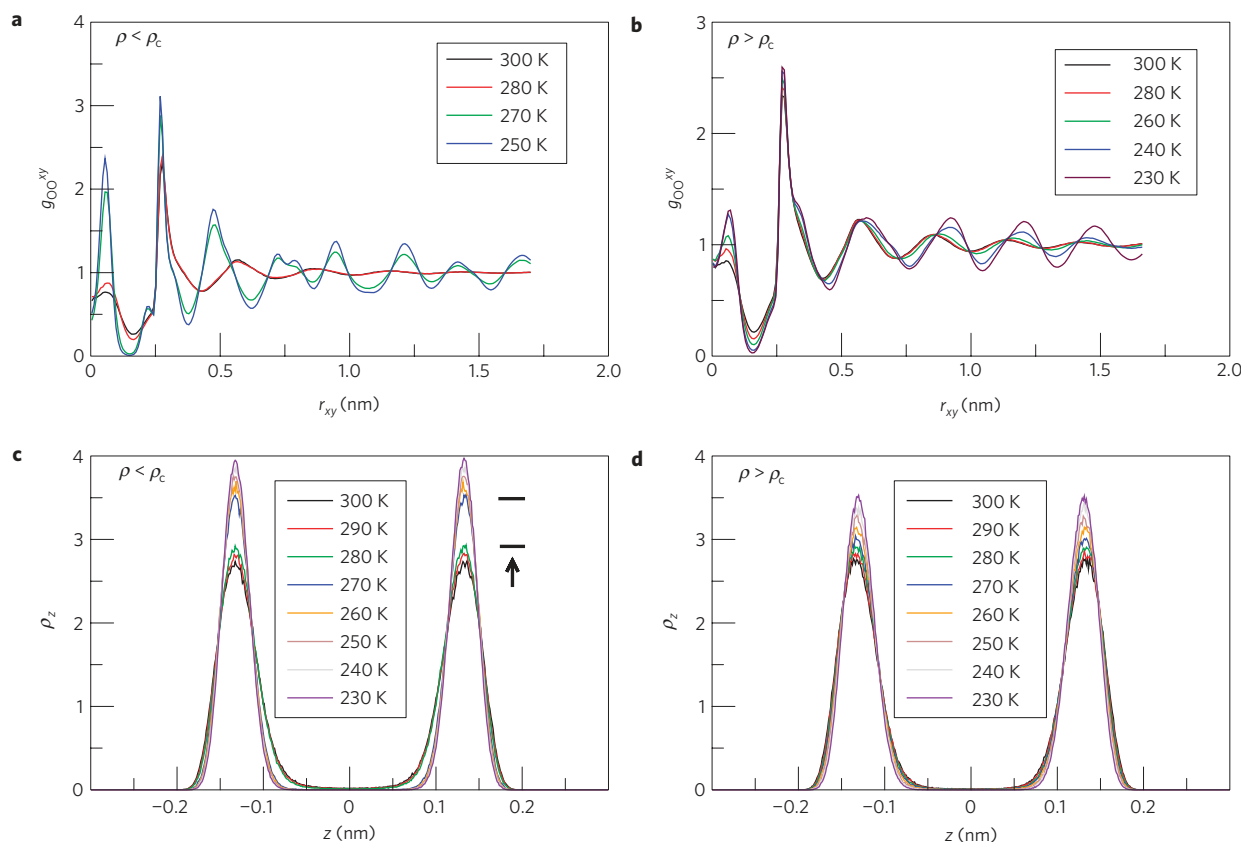 a
ρ < ρc
300 K
280 K
270 K
250 K
4
3
2
1
0
gOO^xy
0
0.5
1.0
1.5
2.0
rxy (nm)
b
ρ > ρc
300 K
280 K
260 K
240 K
230 K
3
2
1
0
gOO^xy
0
0.5
1.0
1.5
2.0
rxy (nm)
c
ρ < ρc
300 K
290 K
280 K
270 K
260 K
250 K
240 K
230 K
4
3
2
1
0
ρz
−0.2
−0.1
0
0.1
0.2
z (nm)
d
ρ > ρc
300 K
290 K
280 K
270 K
260 K
250 K
240 K
230 K
4
3
2
1
0
ρz
−0.2
−0.1
0
0.1
0.2
z (nm)